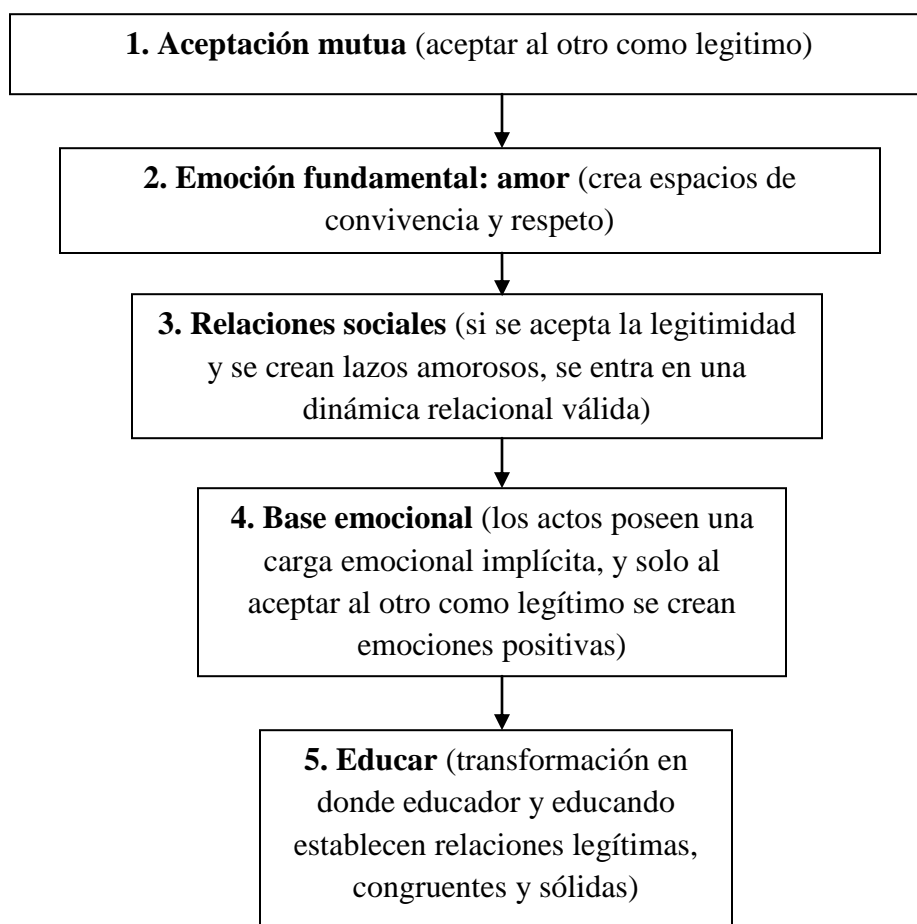 1. Aceptación mutua (aceptar al otro como legitimo)
2. Emoción fundamental: amor (crea espacios de
convivencia y respeto)
3. Relaciones sociales (si se acepta la legitimidad
y se crean lazos amorosos, se entra en una
dinámica relacional válida)
4. Base emocional (los actos poseen una
carga emocional implícita, y solo al
aceptar al otro como legítimo se crean
emociones positivas)
5. Educar (transformación en
donde educador y educando
establecen relaciones legítimas,
congruentes y sólidas)